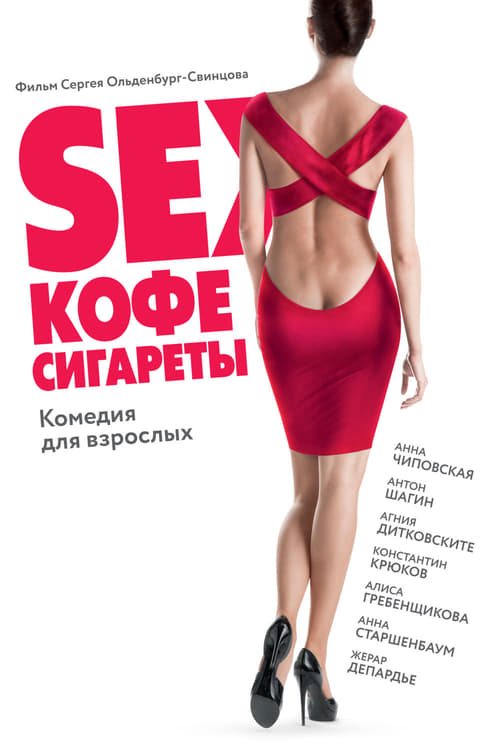 Фильм Сергея Ольденбург-Свинцова
SEX
КОФЕ
СИГАРЕТЫ
Комедия
для взрослых
АННА
ЧИПОВСКАЯ
АНТОН
ШАГИН
АГНИЯ
ДИТКОВСКИТЕ
КОНСТАНТИН
КРЮКОВ
АЛИСА
ГРЕБЕНЩИКОВА
АННА
СТАРШЕНБАУМ
ЖЕРАР
ДЕПАРДЬЕ